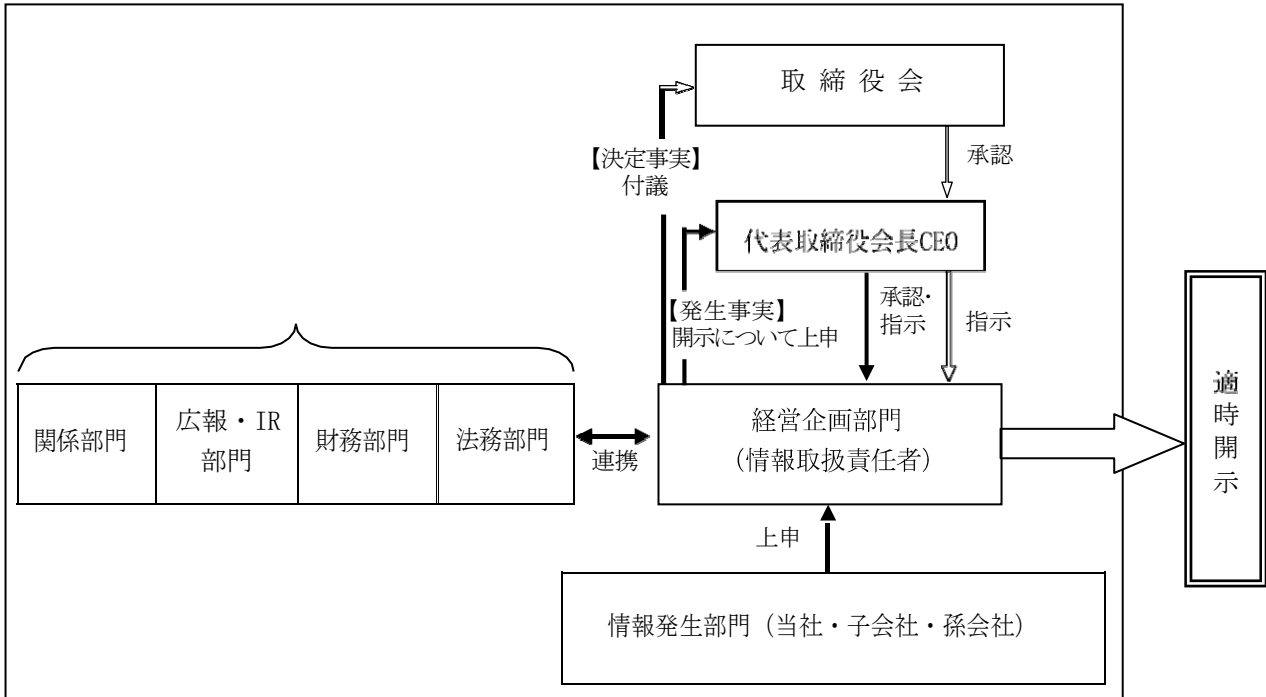 取 締 役 会
【決定事実】
付議
承認
代表取締役会長CEO
【発生事実】
開示について上申
承認・
指示
指示
関係部門
広報・IR
部門
財務部門
法務部門
連携
経営企画部門
（情報取扱責任者）
適時開示
上申
情報発生部門（当社・子会社・孫会社）